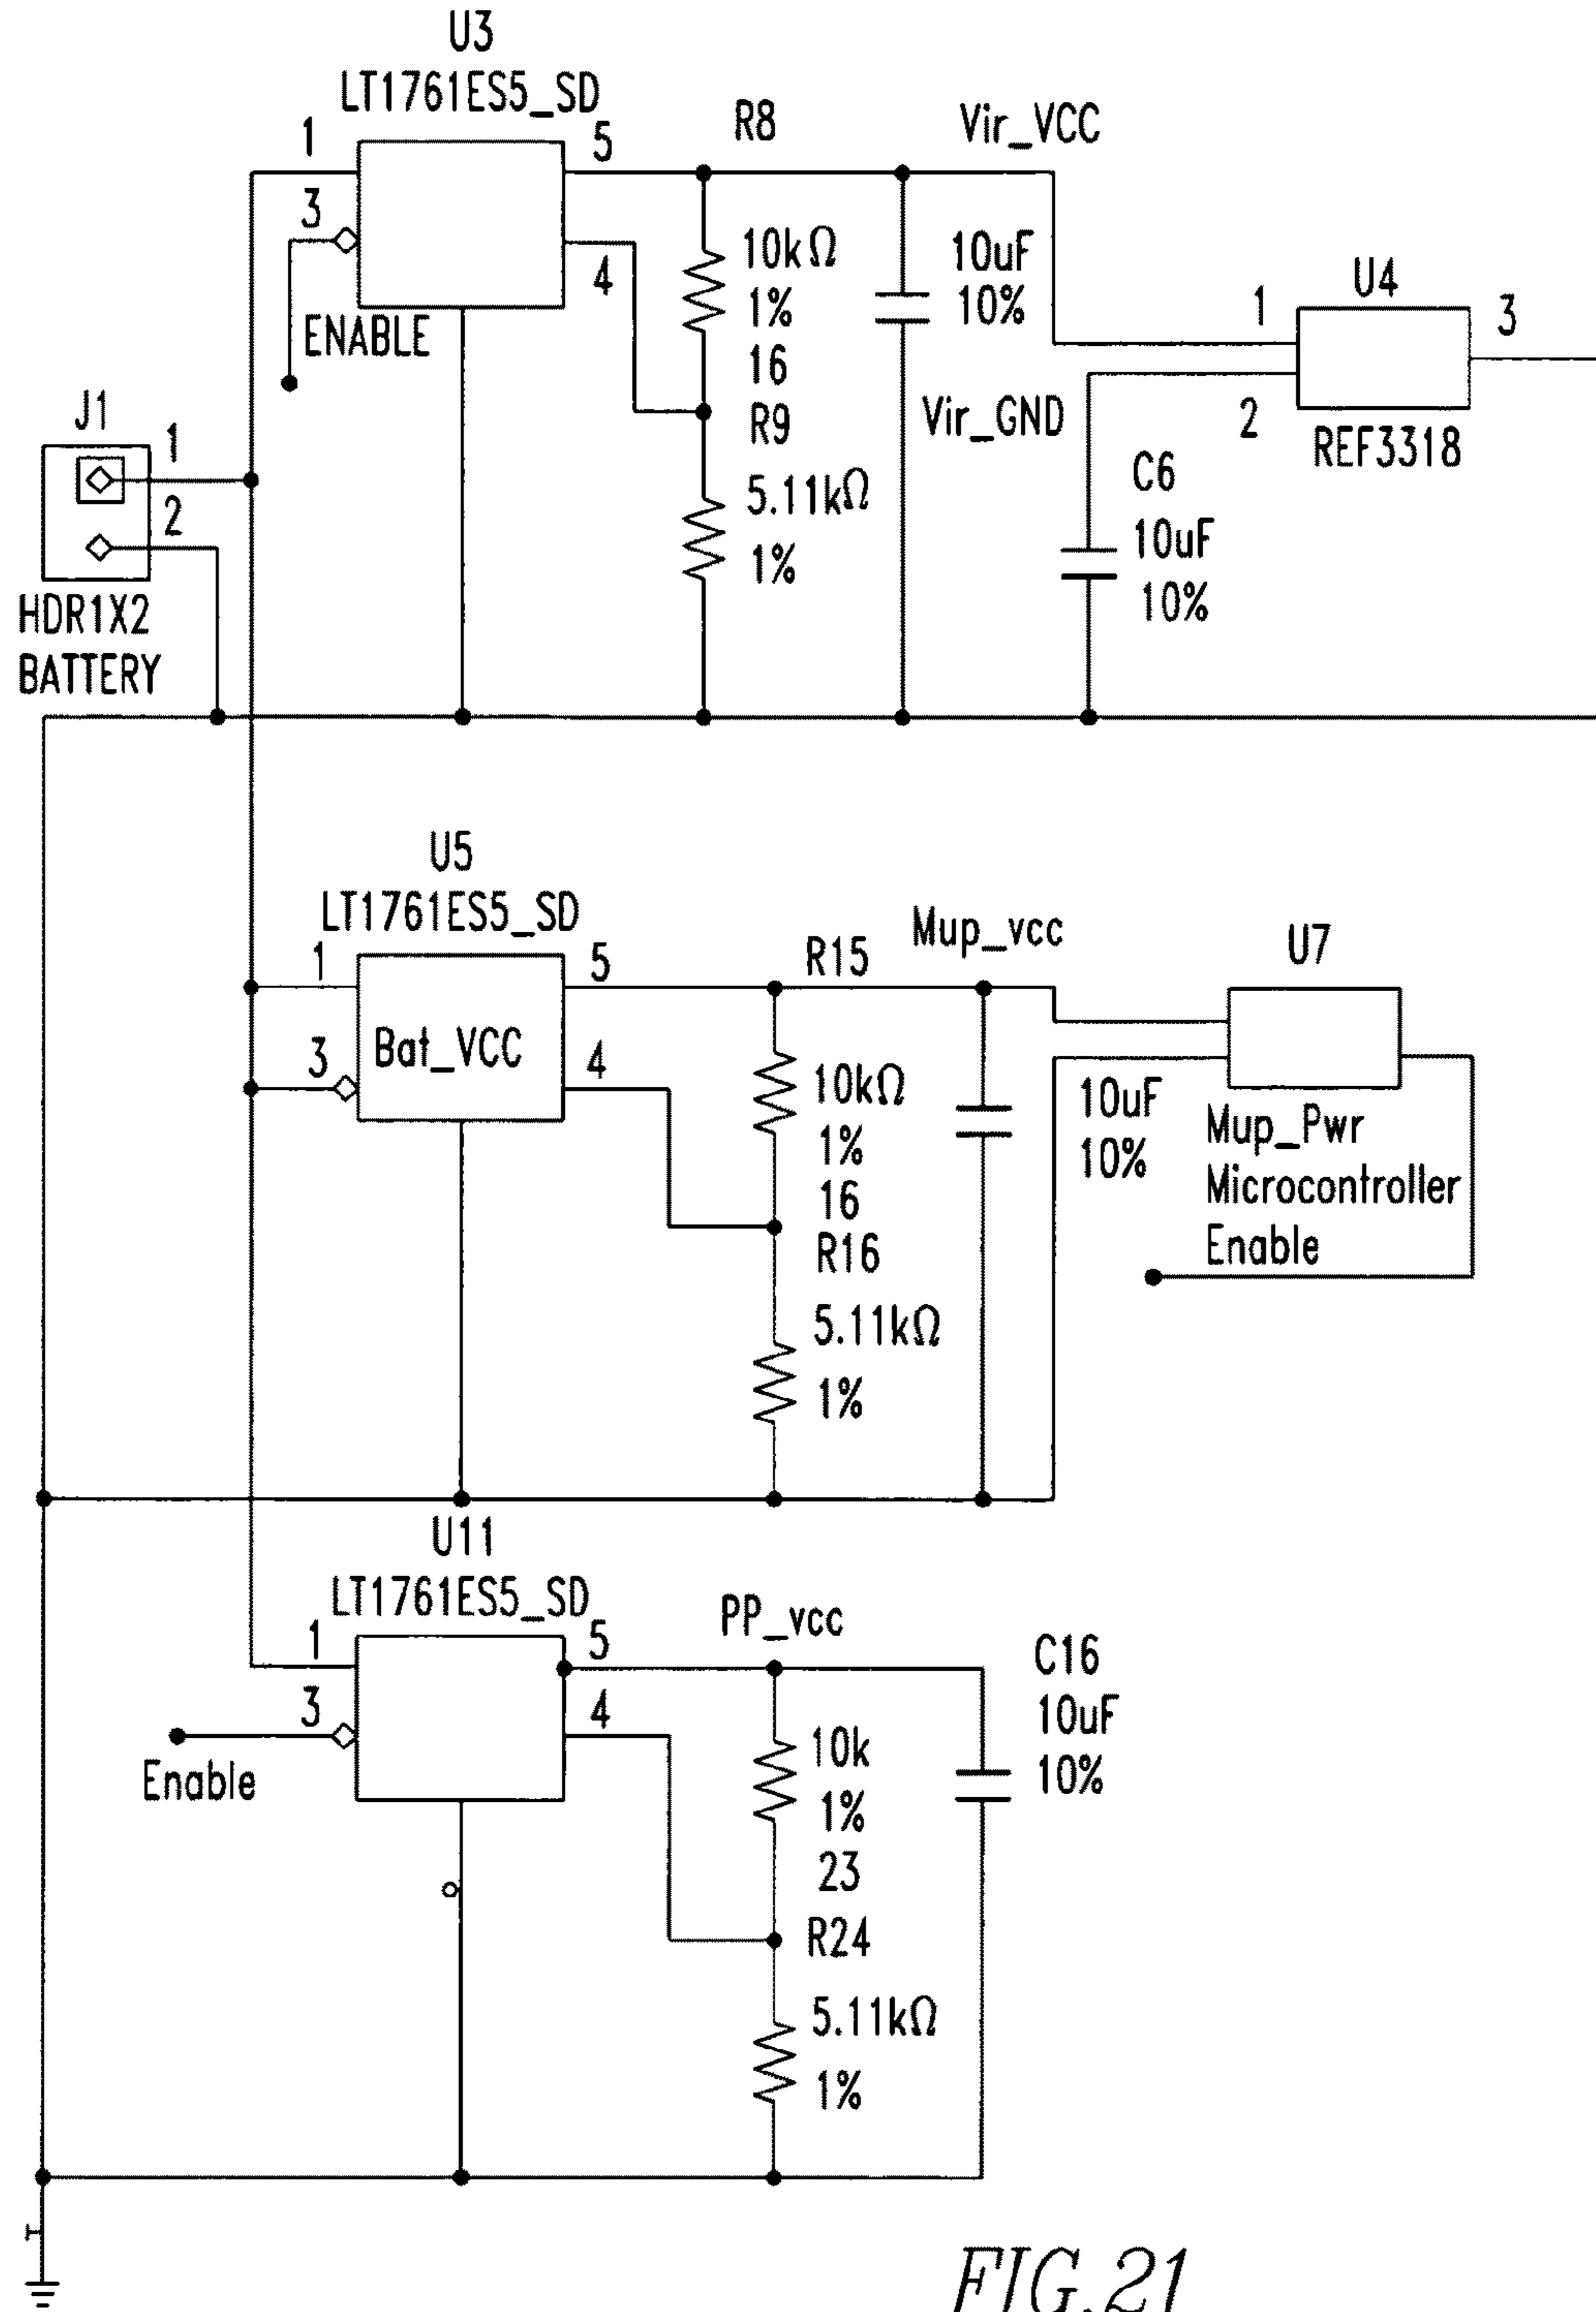 U3
LT1761ES5_SD
1
3
5
4
ENABLE
R8
10kΩ
1%
16
R9
5.11kΩ
1%
Vir_VCC
10uF
10%
Vir_GND
C6
10uF
10%
U4
1
2
3
REF3318
J1
1
2
HDR1X2
BATTERY
U5
LT1761ES5_SD
1
3
Bat_VCC
5
4
R15
10kΩ
1%
16
R16
5.11kΩ
1%
Mup_vcc
10uF
10%
U7
Mup_Pwr
Microcontroller
Enable
U11
LT1761ES5_SD
1
3
Enable
5
4
PP_vcc
10k
1%
23
R24
5.11kΩ
1%
C16
10uF
10%
FIG.21